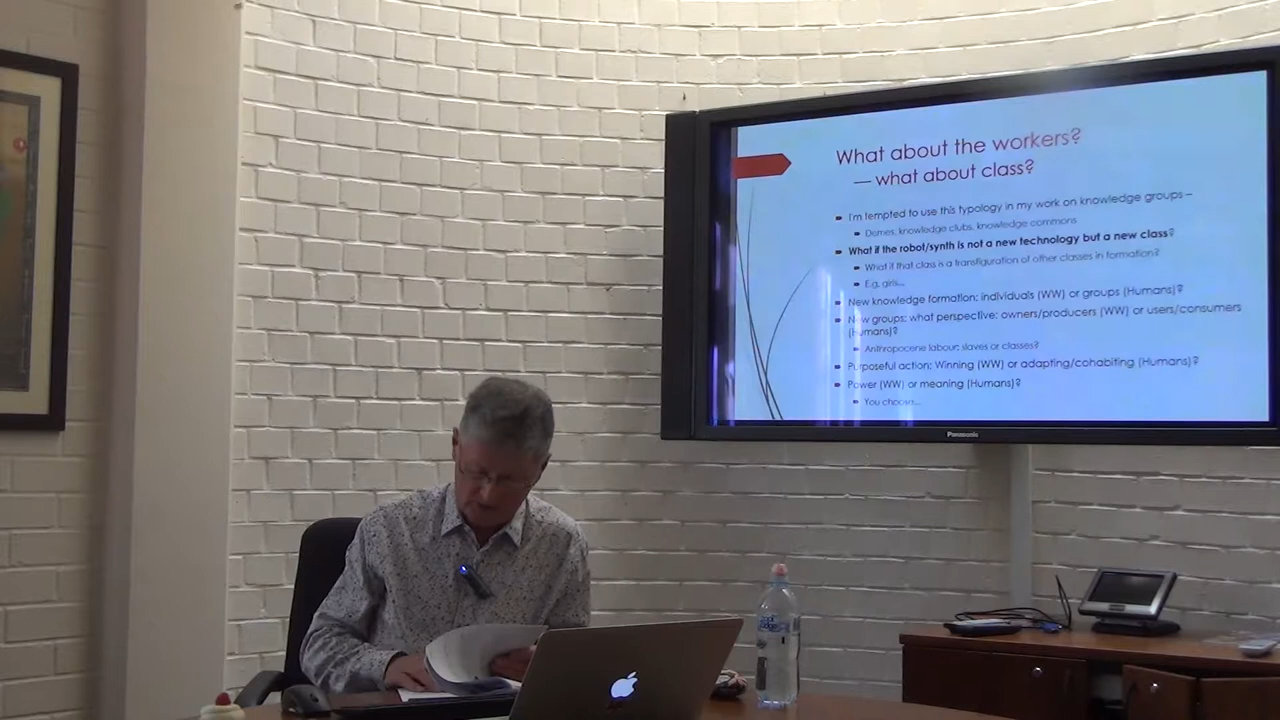 What about the workers?
— what about class?
I'm tempted to use this typology in my work on knowledge groups –
Demes, knowledge clubs, knowledge commons
What if the robot/synth is not a new technology but a new class?
What if that class is a transfiguration of other classes in formation?
E.g. girls...
New knowledge formation: individuals (WW) or groups (Humans)?
New groups: what perspective: owners/producers (WW) or users/consumers
(Humans)?
Anthropocene labour: slaves or classes?
Purposeful action: Winning (WW) or adapting/cohabiting (Humans)?
Power (WW) or meaning (Humans)?
You choose...
Panasonic